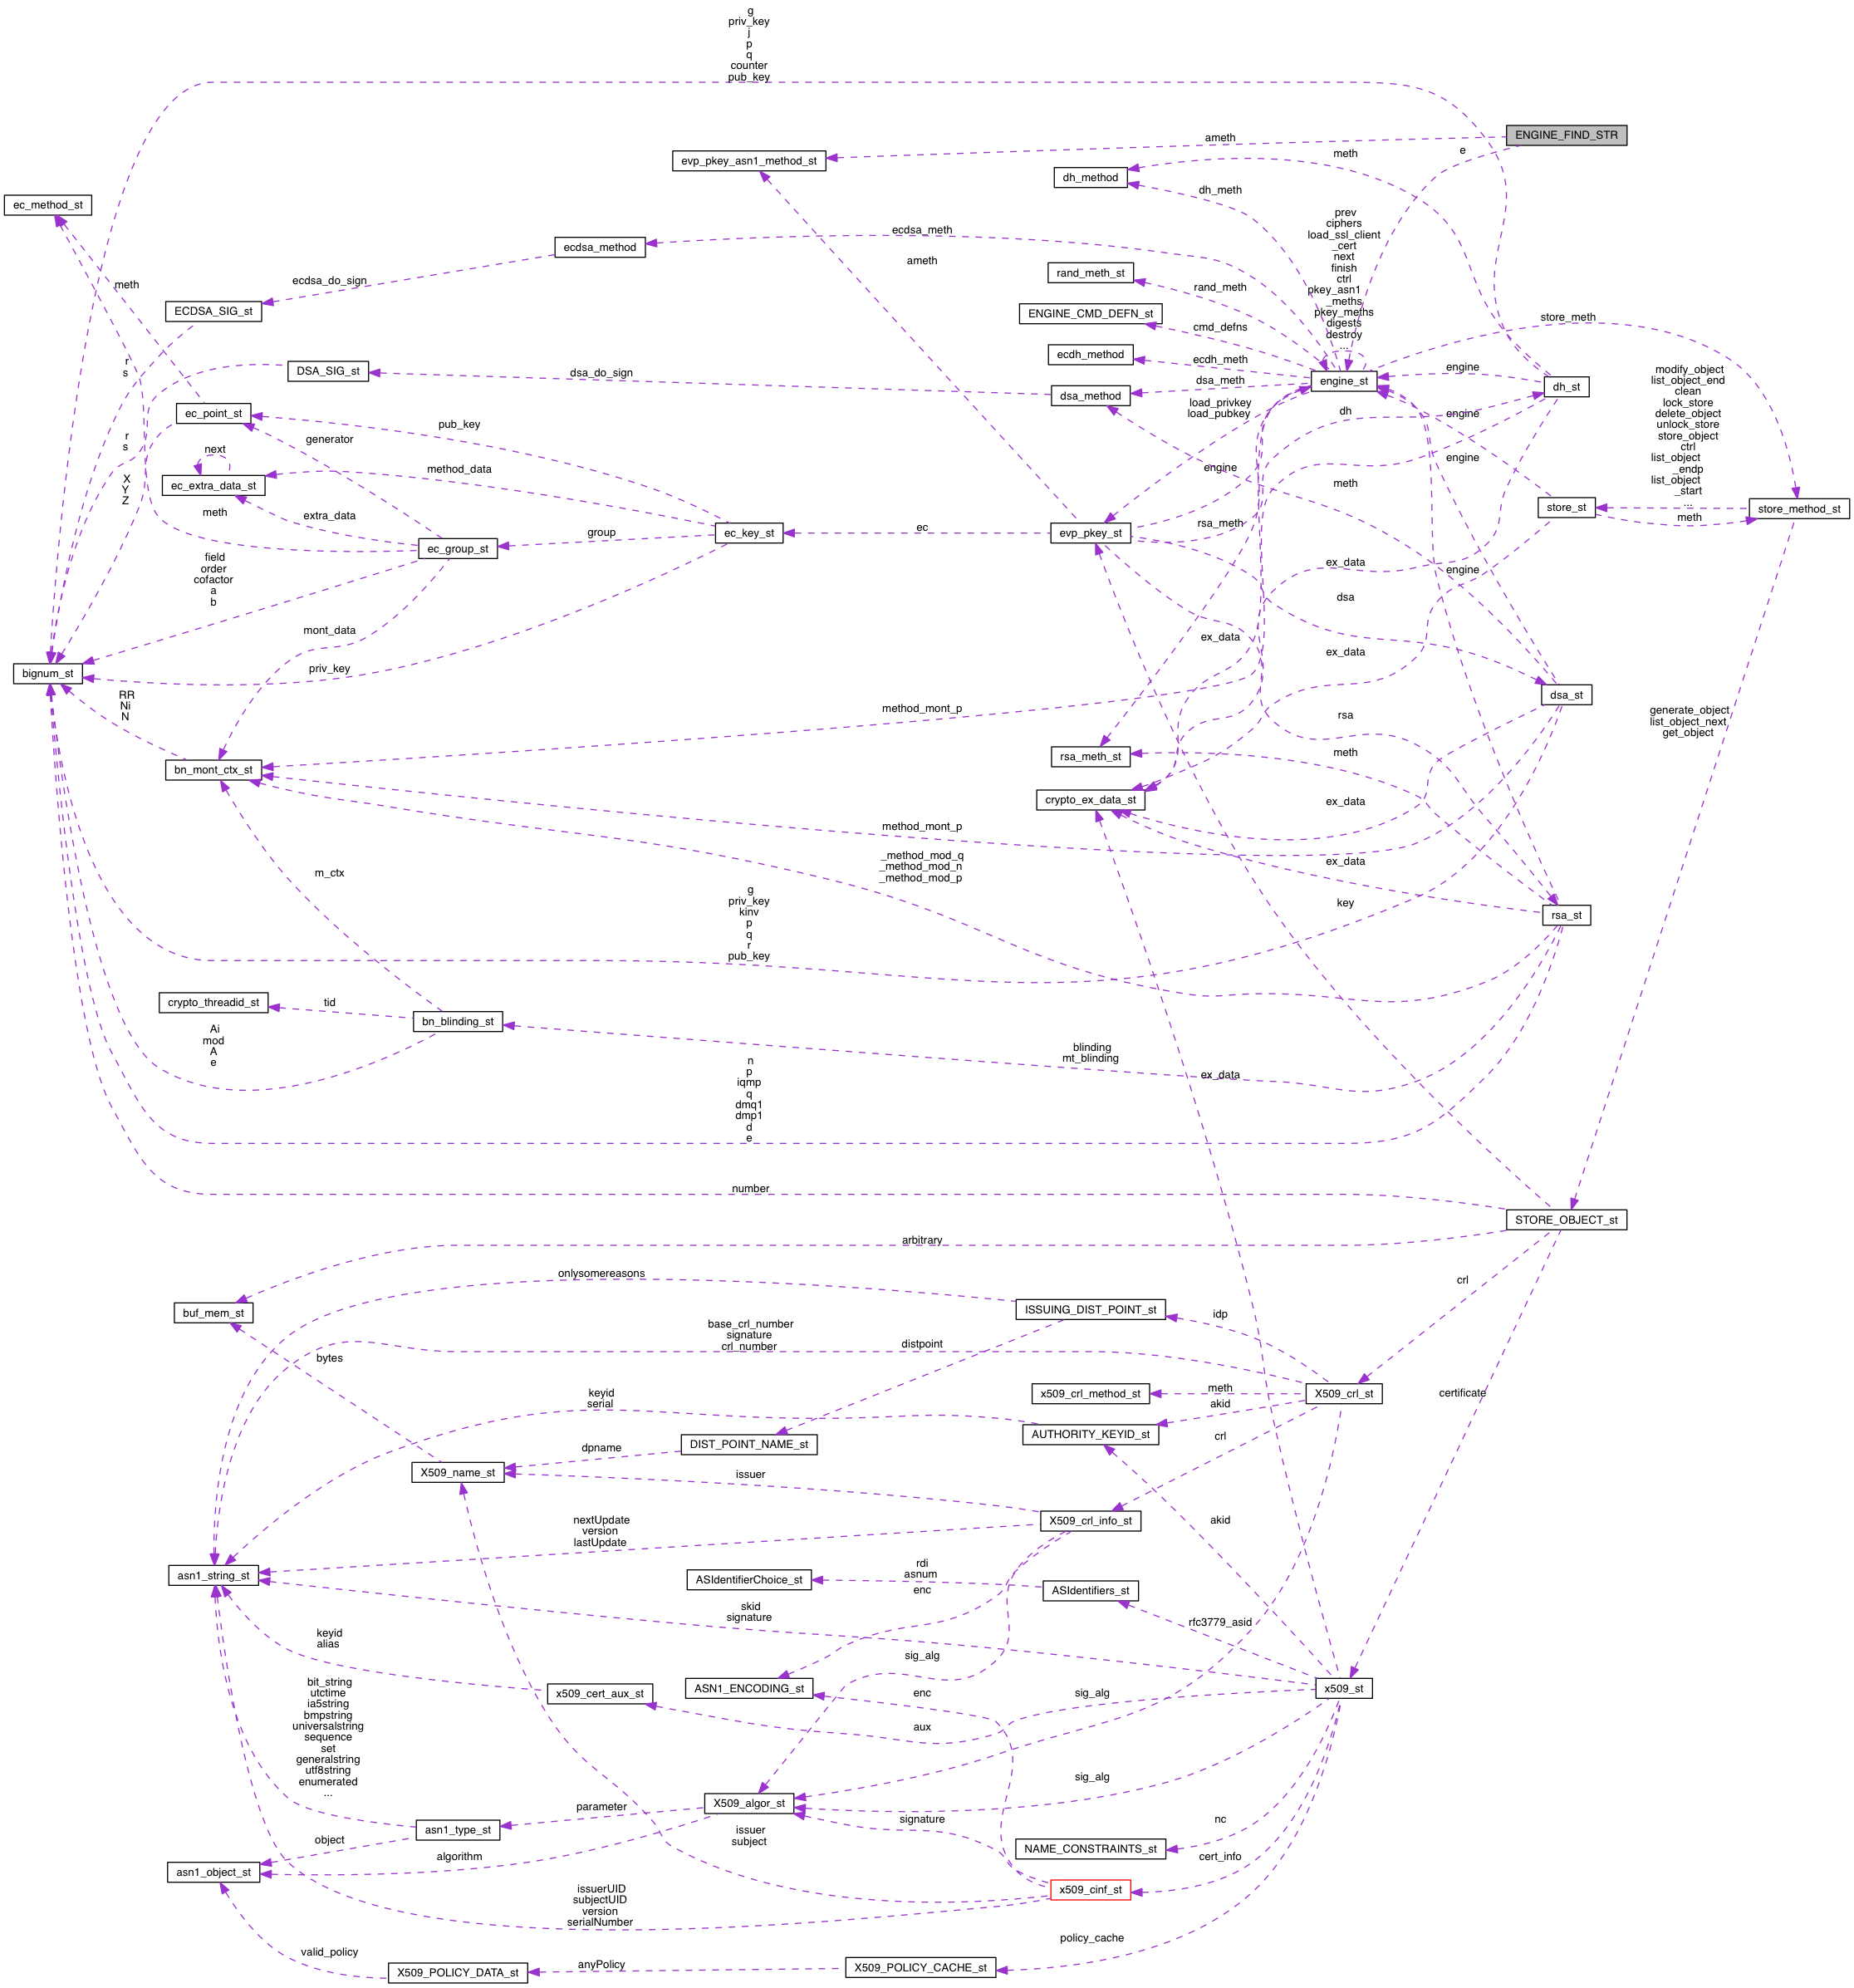 g
priv_key
j
p
q
counter
pub_key
ENGINE_FIND_STR
ameth
e
evp_pkey_asn1_method_st
meth
dh_method
dh_meth
ec_method_st
prev
ciphers
load_ssl_client
_cert
next
finish
ctrl
pkey_asn1
_meths
pkey_meths
digests
destroy
...
ecdsa_meth
ecdsa_method
ameth
rand_meth_st
rand_meth
meth
ecdsa_do_sign
ECDSA_SIG_st
ENGINE_CMD_DEFN_st
cmd_defns
store_meth
ecdh_method
ecdh_meth
r
s
DSA_SIG_st
dsa_do_sign
dsa_method
dsa_meth
engine_st
engine
dh_st
modify_object
list_object_end
clean
lock_store
delete_object
unlock_store
store_object
ctrl
list_object
_endp
list_object
_start
...
load_privkey
load_pubkey
dh
engine
ec_point_st
pub_key
generator
r
s
next
ec_extra_data_st
method_data
engine
engine
meth
X
Y
Z
meth
extra_data
store_st
meth
store_method_st
ec_group_st
group
ec_key_st
ec
evp_pkey_st
rsa_meth
field
order
cofactor
a
b
ex_data
engine
dsa
mont_data
ex_data
ex_data
bignum_st
priv_key
dsa_st
RR
Ni
N
method_mont_p
rsa
generate_object
list_object_next
get_object
bn_mont_ctx_st
rsa_meth_st
meth
crypto_ex_data_st
ex_data
method_mont_p
_method_mod_q
_method_mod_n
_method_mod_p
ex_data
m_ctx
g
priv_key
kinv
p
q
r
pub_key
key
rsa_st
crypto_threadid_st
tid
bn_blinding_st
Ai
mod
A
e
blinding
mt_blinding
ex_data
n
p
iqmp
q
dmq1
dmp1
d
e
number
STORE_OBJECT_st
arbitrary
onlysomereasons
crl
buf_mem_st
ISSUING_DIST_POINT_st
idp
base_crl_number
signature
crl_number
distpoint
bytes
keyid
serial
x509_crl_method_st
meth
X509_crl_st
certificate
akid
AUTHORITY_KEYID_st
crl
DIST_POINT_NAME_st
dpname
X509_name_st
issuer
nextUpdate
version
lastUpdate
X509_crl_info_st
akid
asn1_string_st
ASIdentifierChoice_st
rdi
asnum
ASIdentifiers_st
enc
skid
signature
rfc3779_asid
keyid
alias
sig_alg
ASN1_ENCODING_st
enc
x509_cert_aux_st
x509_st
sig_alg
bit_string
utctime
ia5string
bmpstring
universalstring
sequence
set
generalstring
utf8string
enumerated
...
aux
sig_alg
X509_algor_st
parameter
signature
nc
asn1_type_st
issuer
subject
object
algorithm
NAME_CONSTRAINTS_st
cert_info
asn1_object_st
x509_cinf_st
issuerUID
subjectUID
version
serialNumber
valid_policy
policy_cache
X509_POLICY_DATA_st
anyPolicy
X509_POLICY_CACHE_st